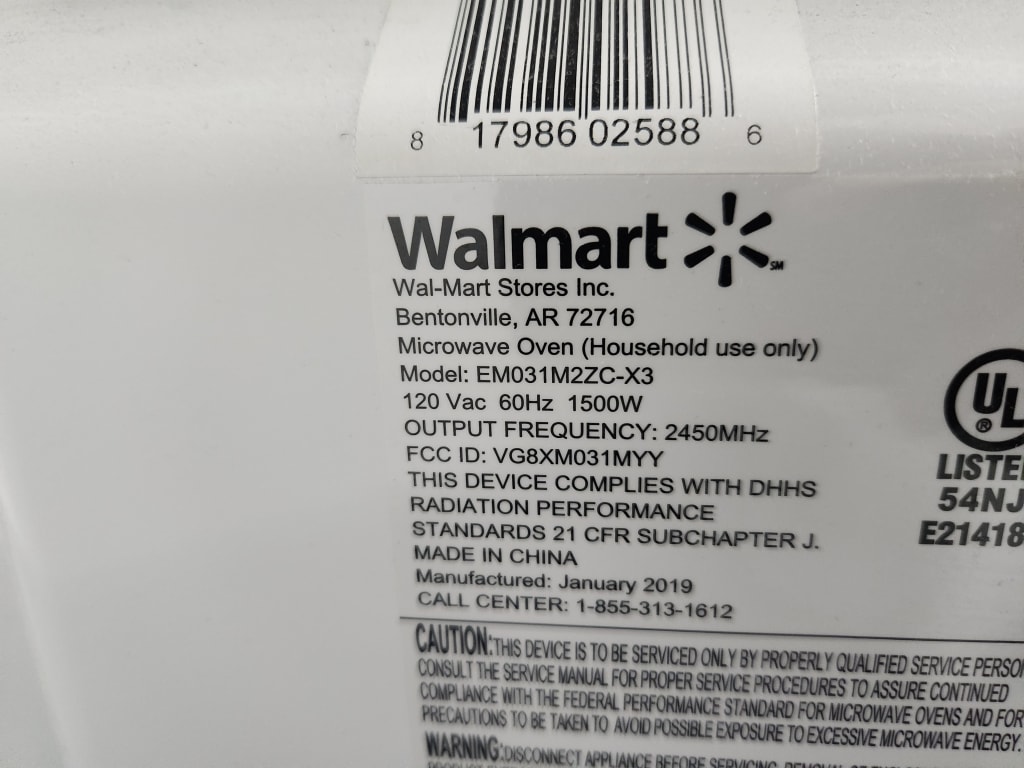 8 17986 02588 6
Walmart
SM
Wal-Mart Stores Inc.
Bentonville, AR 72716
Microwave Oven (Household use only)
Model: EM031M2ZC-X3
120 Vac 60Hz 1500W
OUTPUT FREQUENCY: 2450MHz
FCC ID: VG8XM031MYY
THIS DEVICE COMPLIES WITH DHHS
RADIATION PERFORMANCE
STANDARDS 21 CFR SUBCHAPTER J.
MADE IN CHINA
Manufactured: January 2019
CALL CENTER: 1-855-313-1612
UL
®
LISTE
54NJ
E21418
CAUTION: THIS DEVICE IS TO BE SERVICED ONLY BY PROPERLY QUALIFIED SERVICE PERSON
CONSULT THE SERVICE MANUAL FOR PROPER SERVICE PROCEDURES TO ASSURE CONTINUED
COMPLIANCE WITH THE FEDERAL PERFORMANCE STANDARD FOR MICROWAVE OVENS AND FOR
PRECAUTIONS TO BE TAKEN TO AVOID POSSIBLE EXPOSURE TO EXCESSIVE MICROWAVE ENERGY.
WARNING: DISCONNECT APPLIANCE BEFORE SERVICING